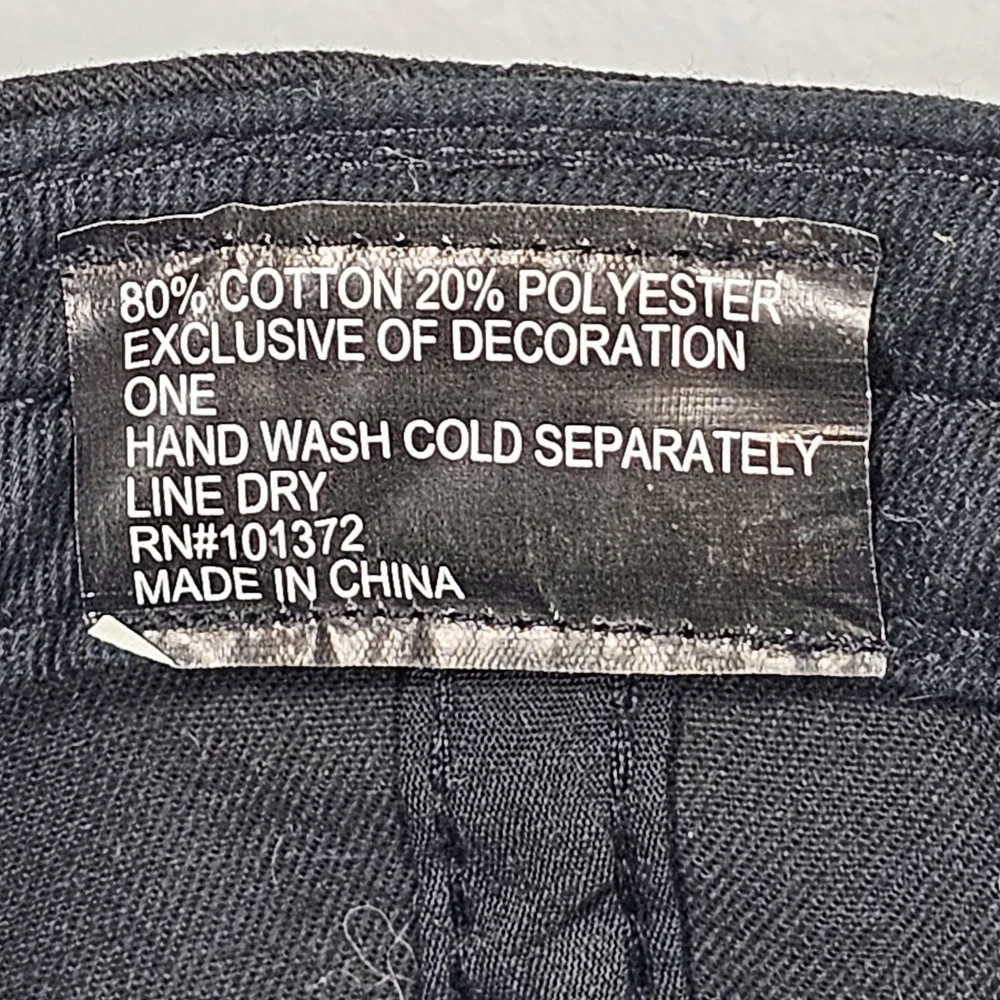 80% COTTON 20% POLYESTER
EXCLUSIVE OF DECORATION
ONE
HAND WASH COLD SEPARATELY
LINE DRY
RN#101372
MADE IN CHINA